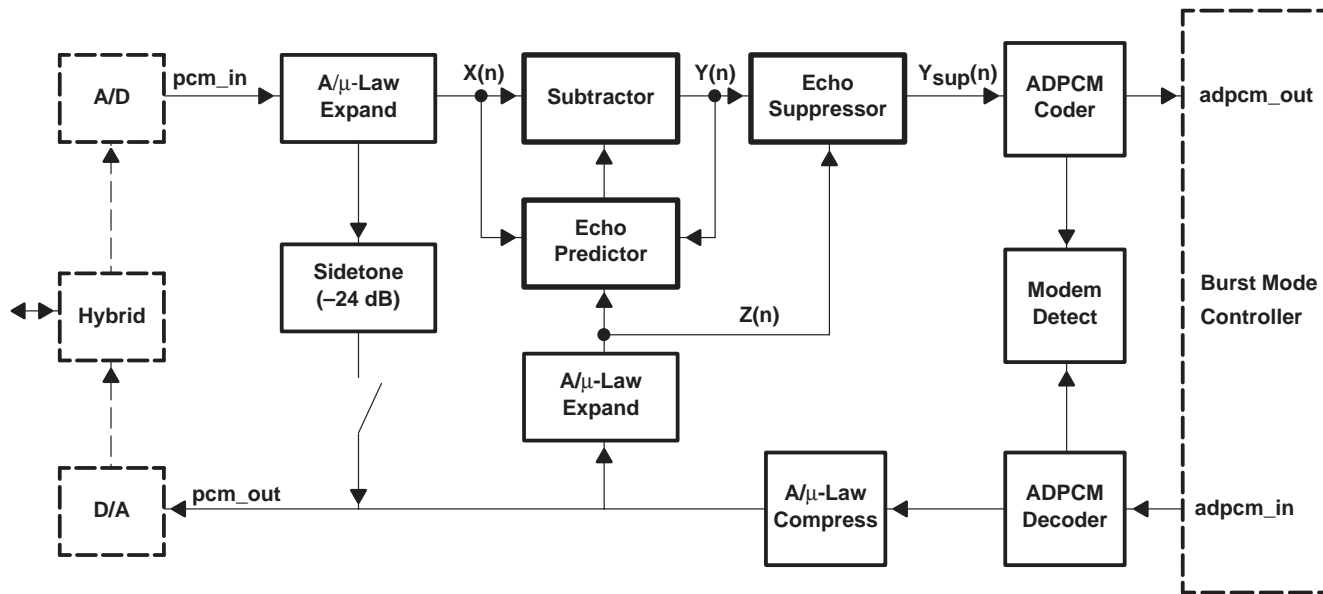 A/D
pcm_in
A/μ-Law
Expand
X(n)
Subtractor
Y(n)
Echo
Suppressor
Ysup(n)
ADPCM
Coder
adpcm_out
Echo
Predictor
Sidetone
(–24 dB)
Hybrid
Z(n)
Modem
Detect
Burst Mode
Controller
A/μ-Law
Expand
D/A
pcm_out
A/μ-Law
Compress
ADPCM
Decoder
adpcm_in